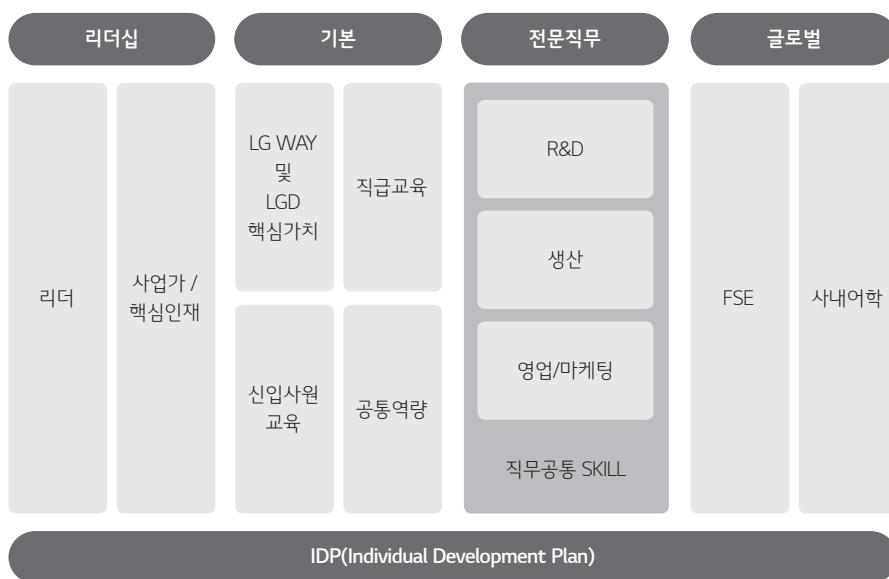 리더십
기본
전문직무
글로벌
리더
사업가 /
핵심인재
LG WAY
및
LGD
핵심가치
직급교육
신입사원
교육
공통역량
R&D
생산
영업/마케팅
직무공통 SKILL
FSE
사내어학
IDP(Individual Development Plan)